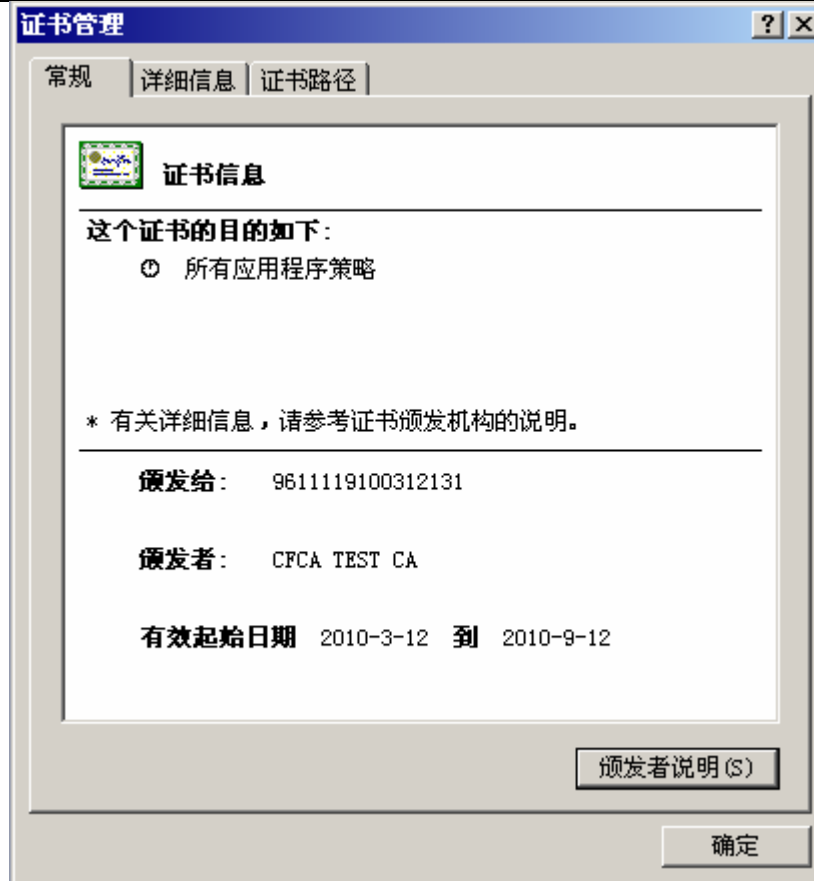 证书管理
常规 详细信息 证书路径
证书信息
这个证书的目的如下:
所有应用程序策略
* 有关详细信息，请参考证书颁发机构的说明。
颁发给: 9611119100312131
颁发者: CFCA TEST CA
有效起始日期 2010-3-12 到 2010-9-12
颁发者说明(S)
确定